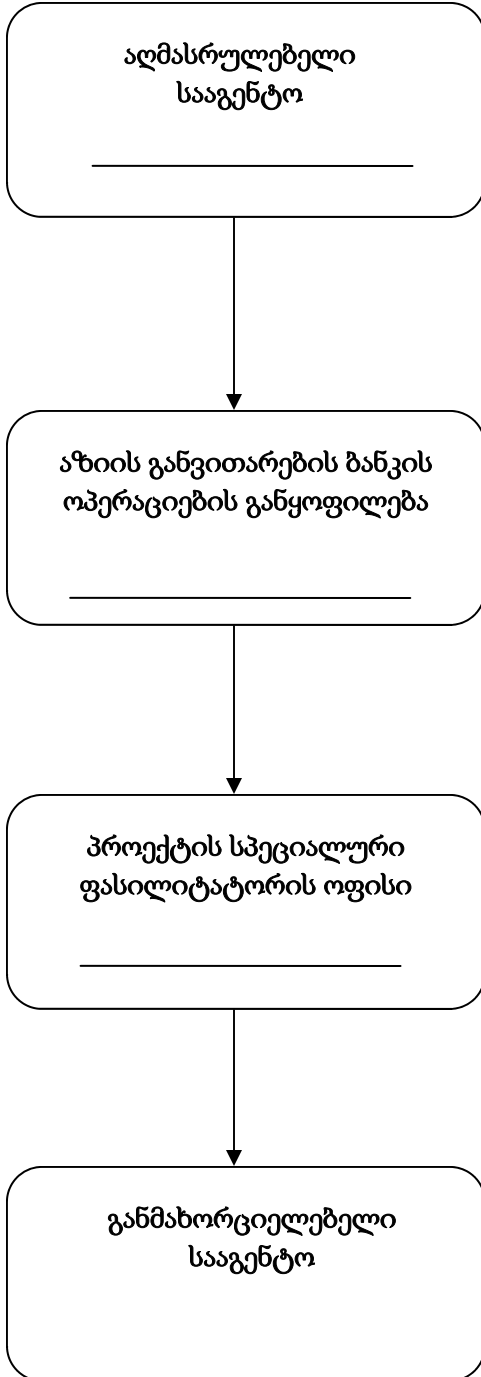 აღმასრულებელი
სააგენტო
აზიის განვითარების ბანკის
ოპერაციების განყოფილება
პროექტის სპეციალური
ფასილიტატორის ოფისი
განმახორციელებელი
სააგენტო